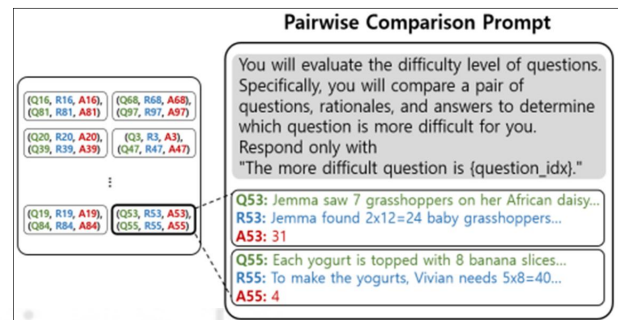 Pairwise Comparison Prompt
(Q16, R16, A16),
(Q81, R81, A81)
(Q68, R68, A68),
(Q97, R97, A97)
(Q20, R20, A20),
(Q39, R39, A39)
(Q3, R3, A3),
(Q47, R47, A47)
⋮
(Q19, R19, A19),
(Q84, R84, A84)
(Q53, R53, A53),
(Q55, R55, A55)
You will evaluate the difficulty level of questions.
Specifically, you will compare a pair of
questions, rationales, and answers to determine
which question is more difficult for you.
Respond only with
"The more difficult question is {question_idx}."
Q53: Jemma saw 7 grasshoppers on her African daisy...
R53: Jemma found 2x12=24 baby grasshoppers...
A53: 31
Q55: Each yogurt is topped with 8 banana slices...
R55: To make the yogurts, Vivian needs 5x8=40...
A55: 4